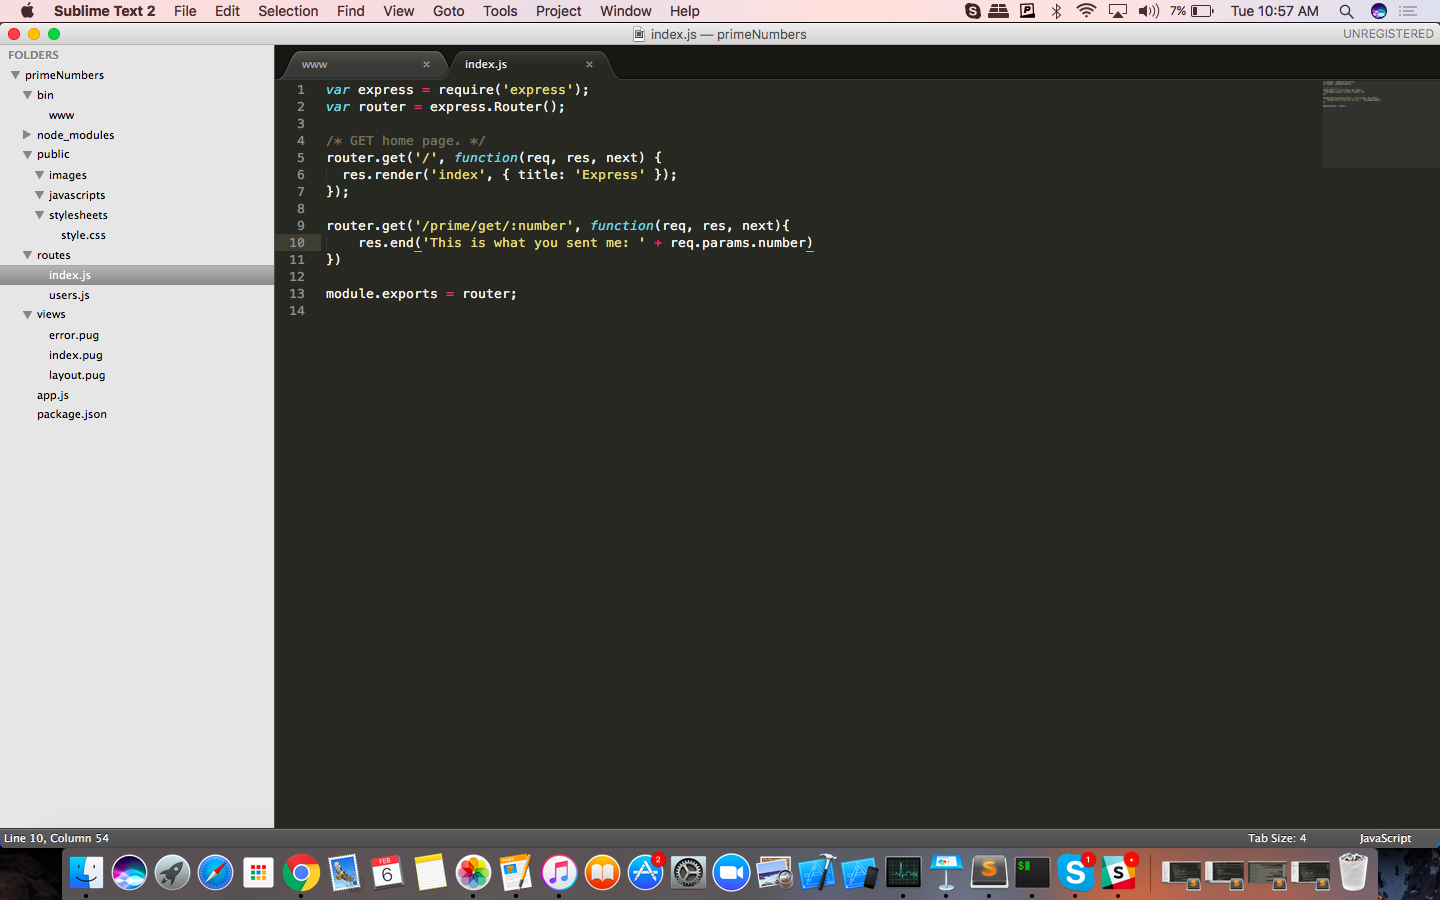 Sublime Text 2 File Edit Selection Find View Goto Tools Project Window Help 7% Tue 10:57 AM
index.js — primeNumbers UNREGISTERED
FOLDERS
primeNumbers
bin
www
node_modules
public
images
javascripts
stylesheets
style.css
routes
index.js
users.js
views
error.pug
index.pug
layout.pug
app.js
package.json
www × index.js ×
1 var express = require('express');
2 var router = express.Router();
3
4 /* GET home page. */
5 router.get('/', function(req, res, next) {
6 res.render('index', { title: 'Express' });
7 });
8
9 router.get('/prime/get/:number', function(req, res, next){
10 res.end('This is what you sent me: ' + req.params.number)
11 })
12
13 module.exports = router;
14
Line 10, Column 54 Tab Size: 4 JavaScript
FEB
6
2
$
1
S
S
S